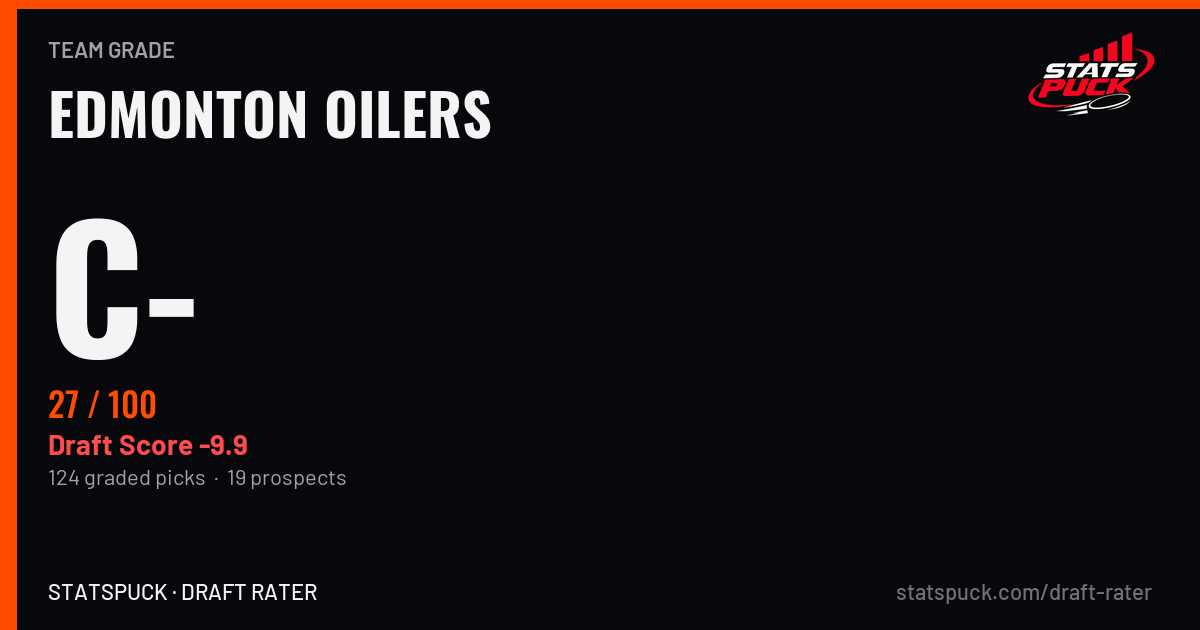 TEAM GRADE
EDMONTON OILERS
STATS
PUCK
C-
27 / 100
Draft Score -9.9
124 graded picks · 19 prospects
STATSPUCK · DRAFT RATER
statspuck.com/draft-rater